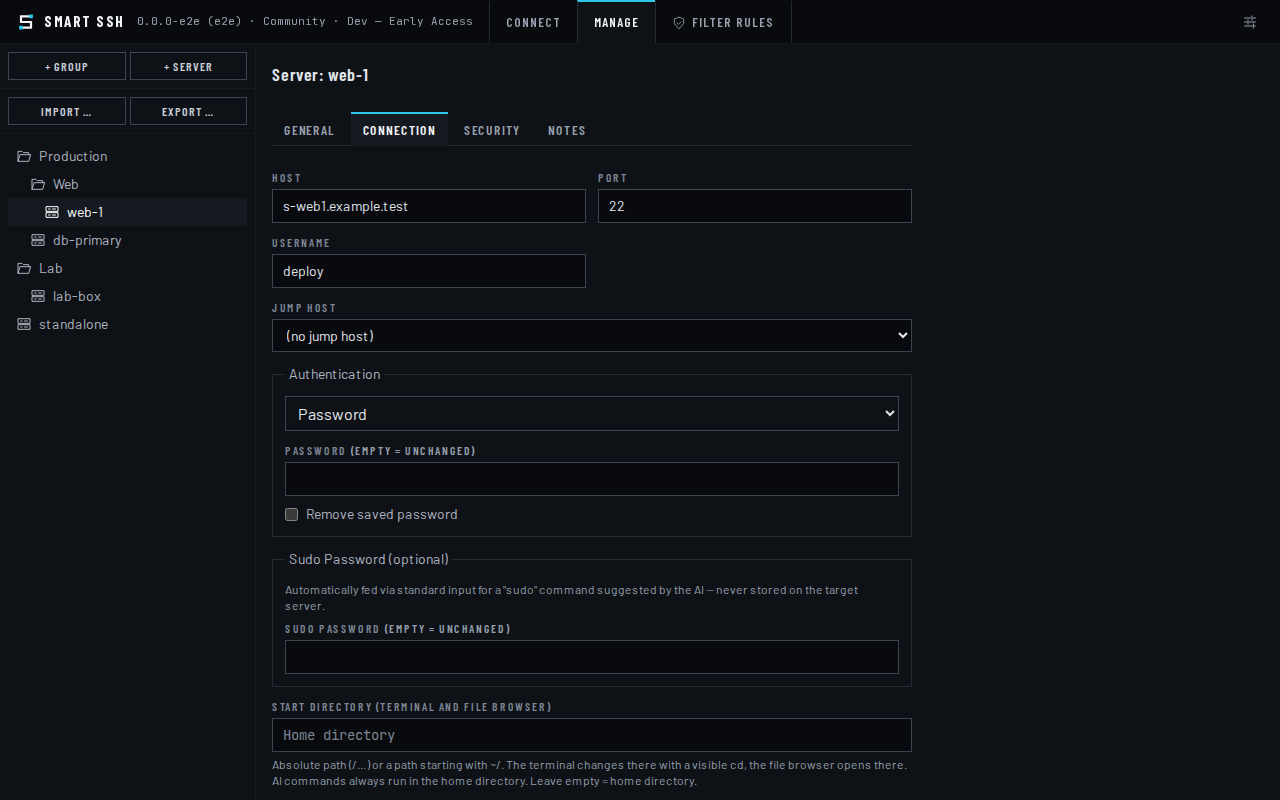 SMART SSH 0.0.0-e2e (e2e) · Community · Dev — Early Access CONNECT MANAGE FILTER RULES
+ GROUP + SERVER
IMPORT ... EXPORT ...
Production
Web
web-1
db-primary
Lab
lab-box
standalone
Server: web-1
GENERAL CONNECTION SECURITY NOTES
HOST PORT
s-web1.example.test 22
USERNAME
deploy
JUMP HOST
(no jump host)
Authentication
Password
PASSWORD (EMPTY = UNCHANGED)
Remove saved password
Sudo Password (optional)
Automatically fed via standard input for a "sudo" command suggested by the AI — never stored on the target
server.
SUDO PASSWORD (EMPTY = UNCHANGED)
START DIRECTORY (TERMINAL AND FILE BROWSER)
Home directory
Absolute path (/...) or a path starting with ~/. The terminal changes there with a visible cd, the file browser opens there.
AI commands always run in the home directory. Leave empty = home directory.